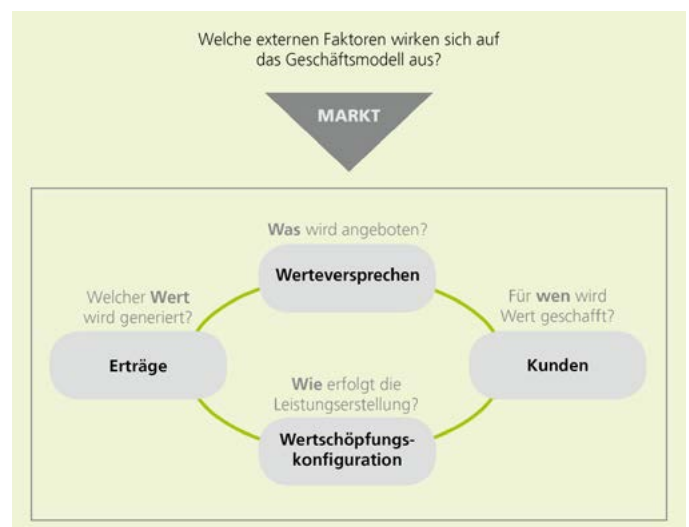 Welche externen Faktoren wirken sich auf
das Geschäftsmodell aus?
MARKT
Was wird angeboten?
Werteversprechen
Welcher Wert
wird generiert?
Erträge
Für wen wird
Wert geschafft?
Kunden
Wie erfolgt die
Leistungserstellung?
Wertschöpfungs-
konfiguration